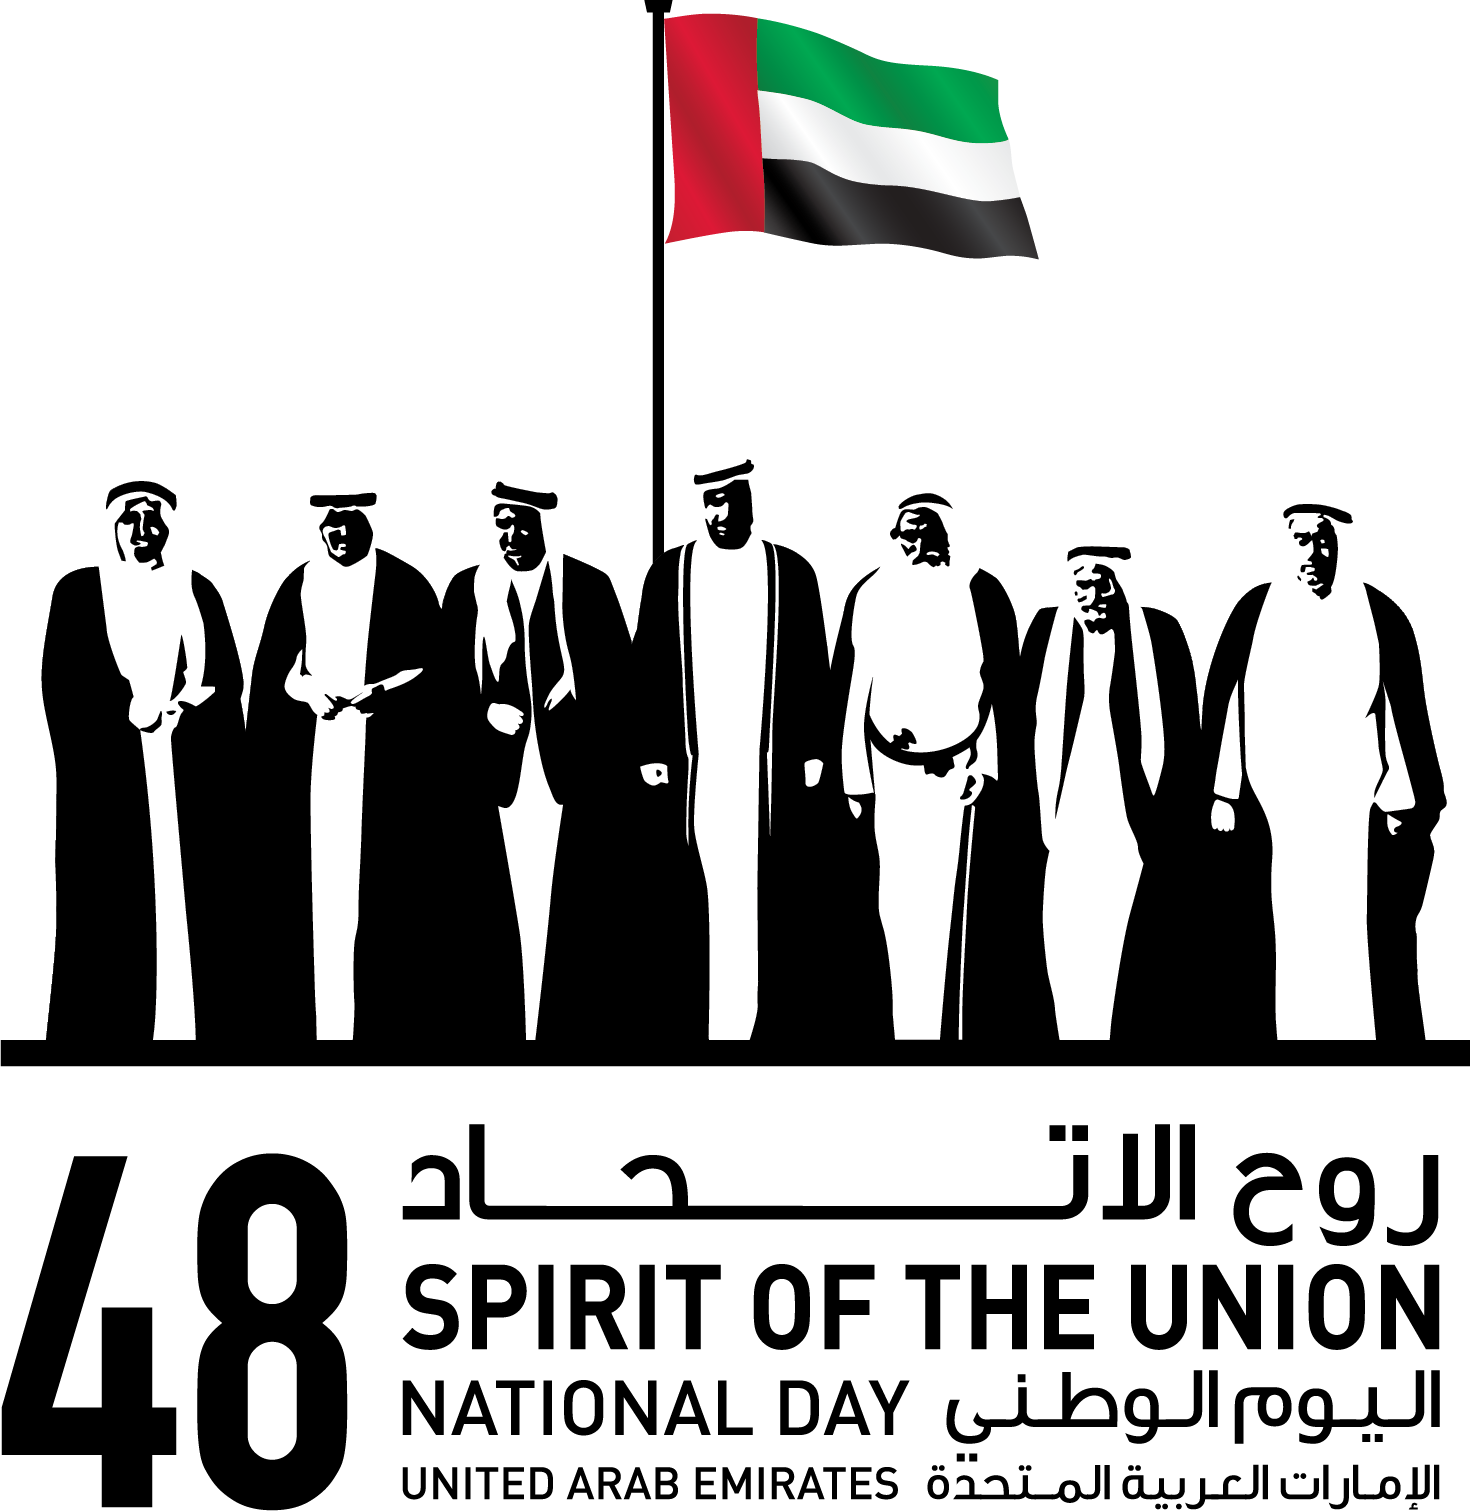 48
روح الاتحاد
SPIRIT OF THE UNION
NATIONAL DAY اليوم الوطني
UNITED ARAB EMIRATES الإمارات العربية المتحدة